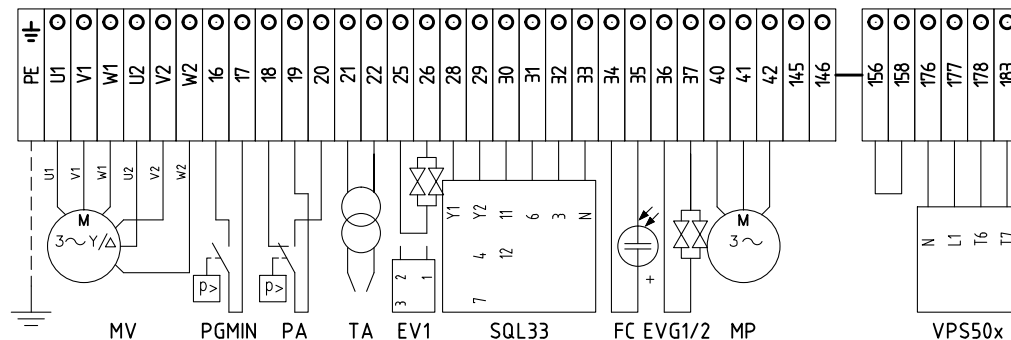 PE U1 V1 W1 U2 V2 W2 16 17 18 19 20 21 22 25 26 28 29 30 31 32 33 34 35 36 37 40 41 42 145 146 156 158 176 177 178 183
U1 V1 W1 U2 V2 W2
Y1 Y2 11 6 3 N
M
3~ Y/Δ
M
3~
4 12
7
N L1 T6 T7
P>
P>
2 1
3
+
MV PGMIN PA TA EV1 SQL33 FC EVG1/2 MP VPS50x